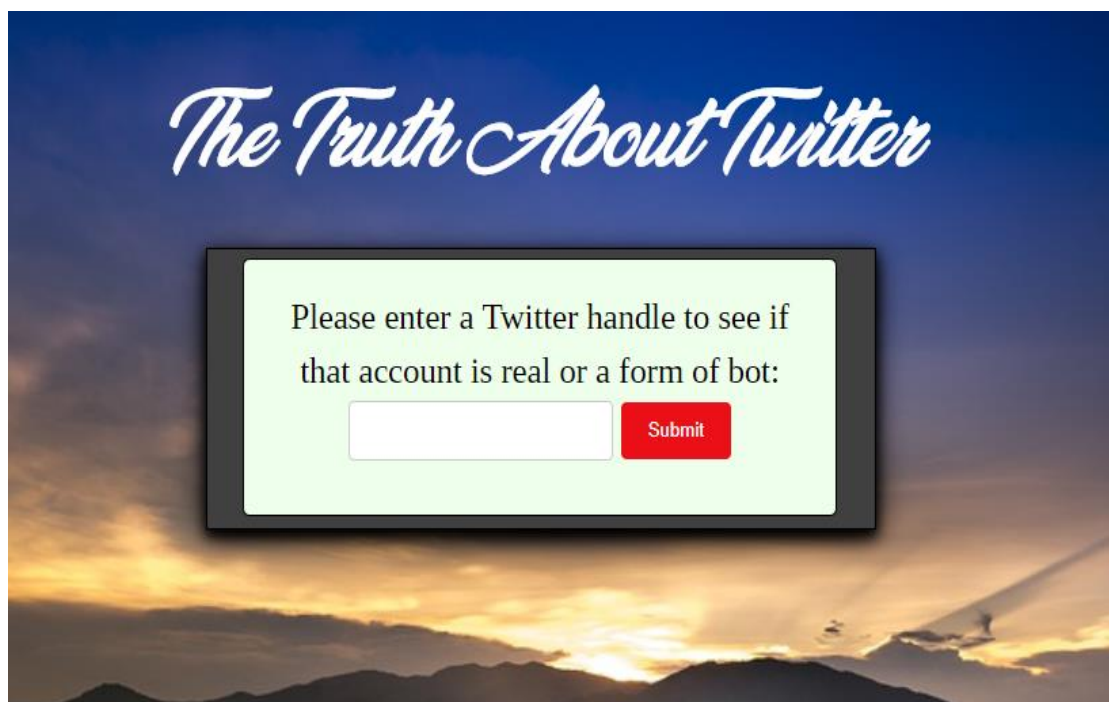 The Truth About Twitter
Please enter a Twitter handle to see if
that account is real or a form of bot:
Submit